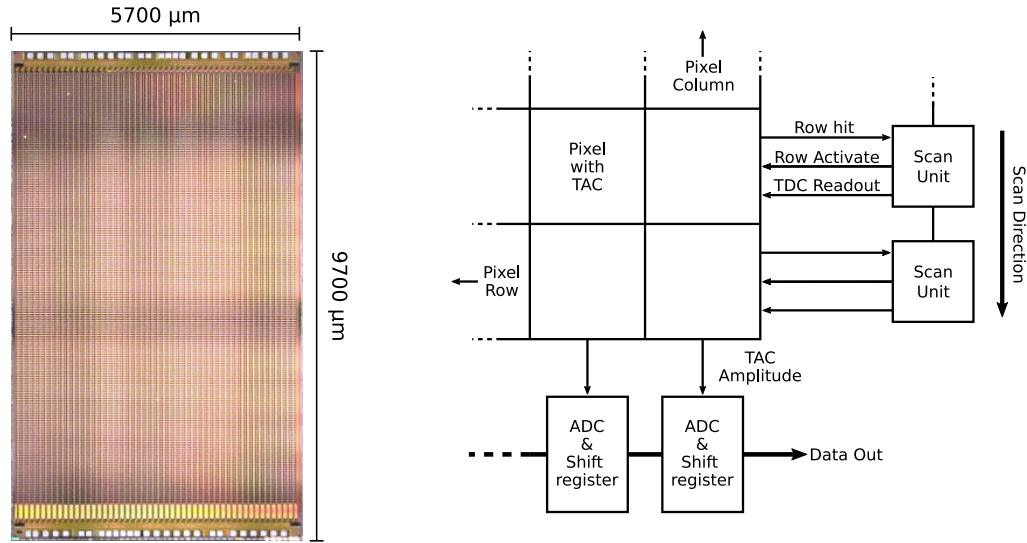 5700 μm
9700 μm
Pixel
Column
Pixel
with
TAC
Row hit
Row Activate
TDC Readout
Scan
Unit
Scan Direction
Pixel
Row
Scan
Unit
TAC
Amplitude
ADC
&
Shift
register
ADC
&
Shift
register
Data Out